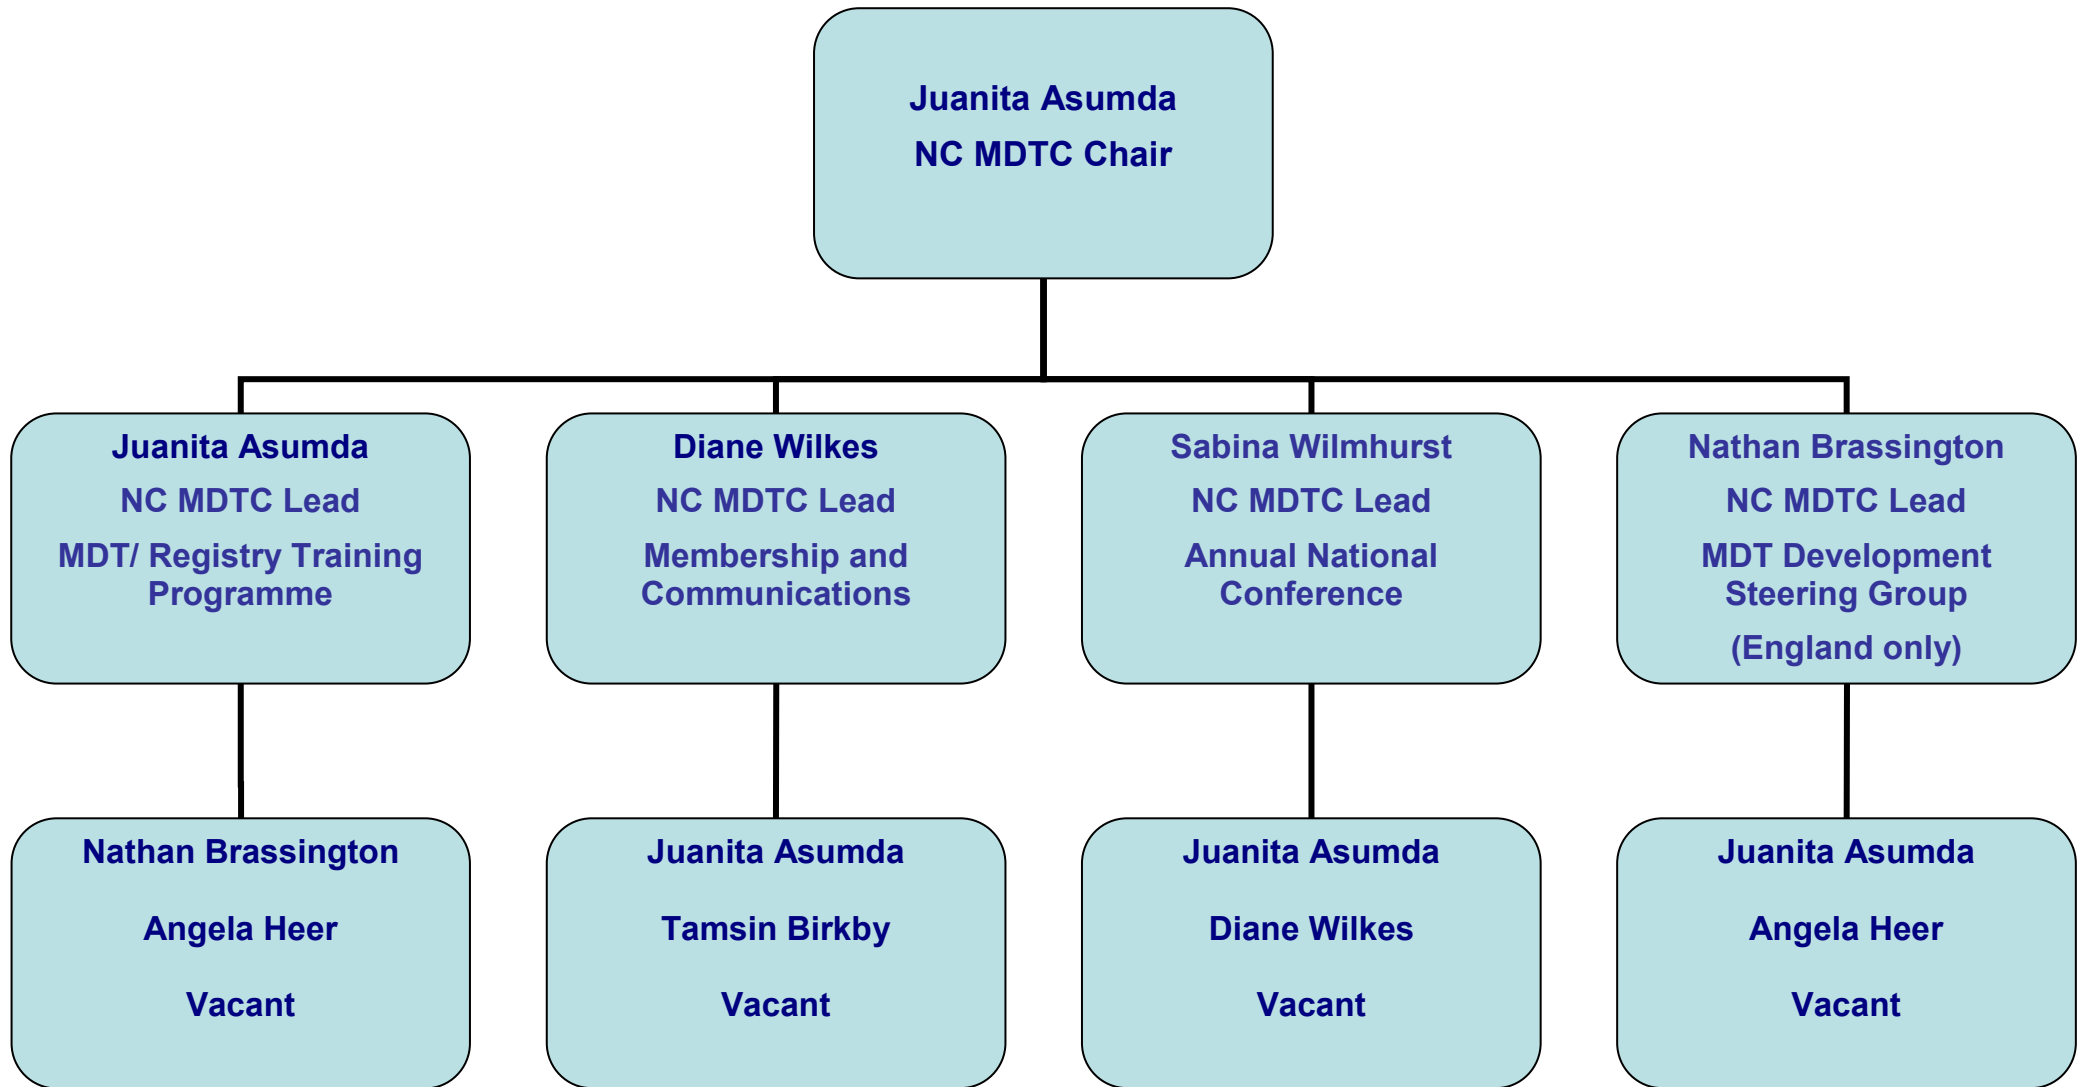 Juanita Asumda
NC MDTC Chair
Juanita Asumda
NC MDTC Lead
MDT/ Registry Training
Programme
Diane Wilkes
NC MDTC Lead
Membership and
Communications
Sabina Wilmhurst
NC MDTC Lead
Annual National
Conference
Nathan Brassington
NC MDTC Lead
MDT Development
Steering Group
(England only)
Nathan Brassington
Angela Heer
Vacant
Juanita Asumda
Tamsin Birkby
Vacant
Juanita Asumda
Diane Wilkes
Vacant
Juanita Asumda
Angela Heer
Vacant